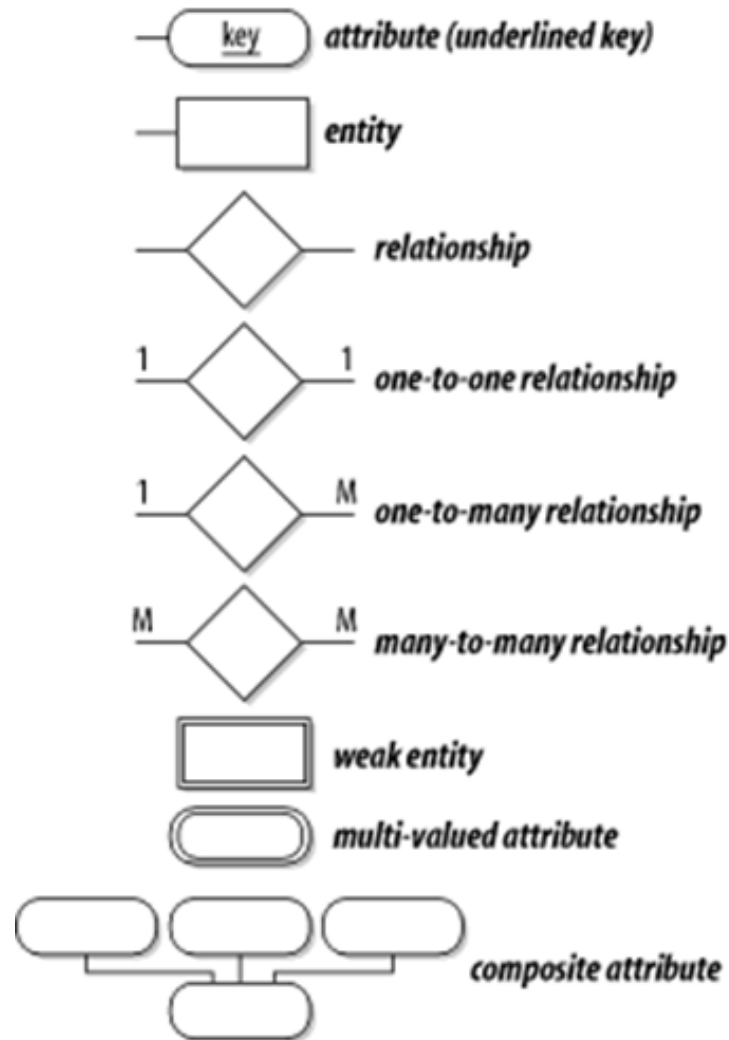 key attribute (underlined key)
entity
relationship
1 1 one-to-one relationship
1 M one-to-many relationship
M M many-to-many relationship
weak entity
multi-valued attribute
composite attribute